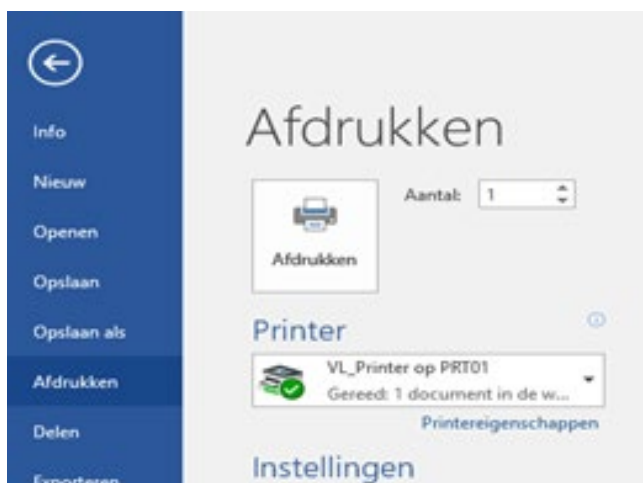 Info
Nieuw
Openen
Opslaan
Opslaan als
Afdrukken
Delen
Exporteren
Afdrukken
Aantal: 1
Afdrukken
Printer
VL_Printer op PRT01
Gereed: 1 document in de w...
Printereigenschappen
Instellingen